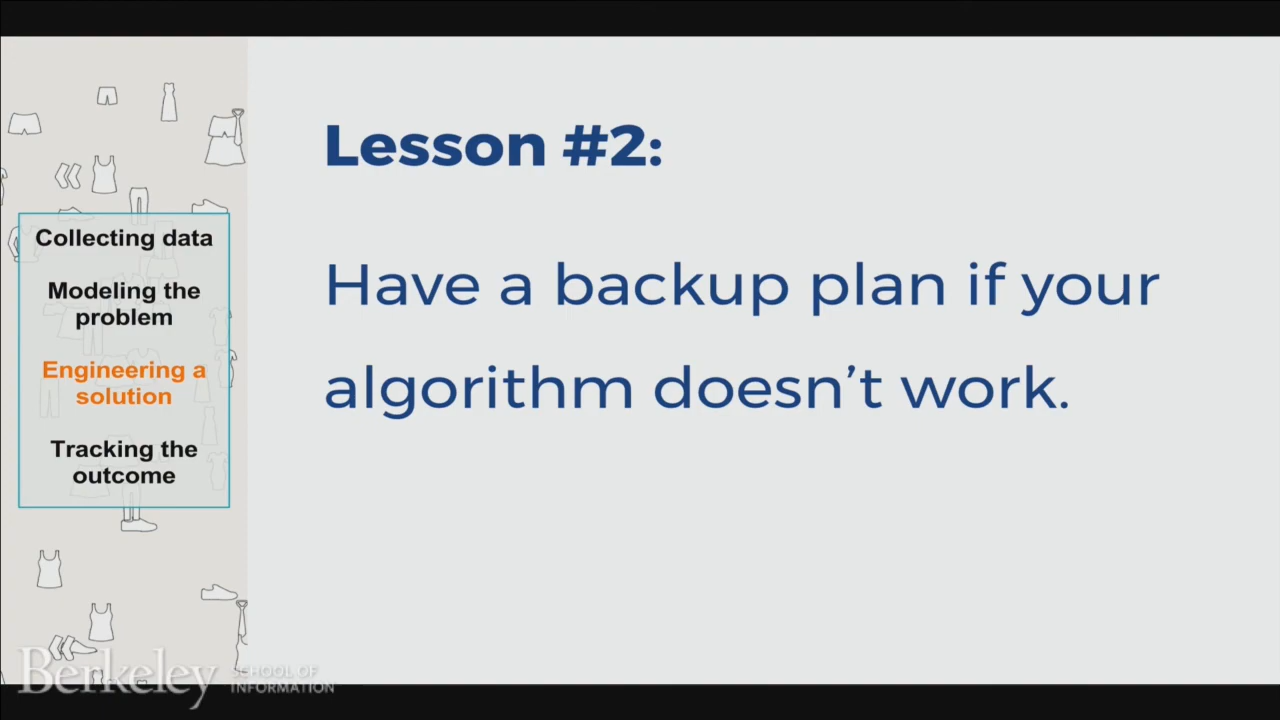 Lesson #2:
Have a backup plan if your
algorithm doesn’t work.
Collecting data
Modeling the
problem
Engineering a
solution
Tracking the
outcome
Berkeley
SCHOOL OF
INFORMATION